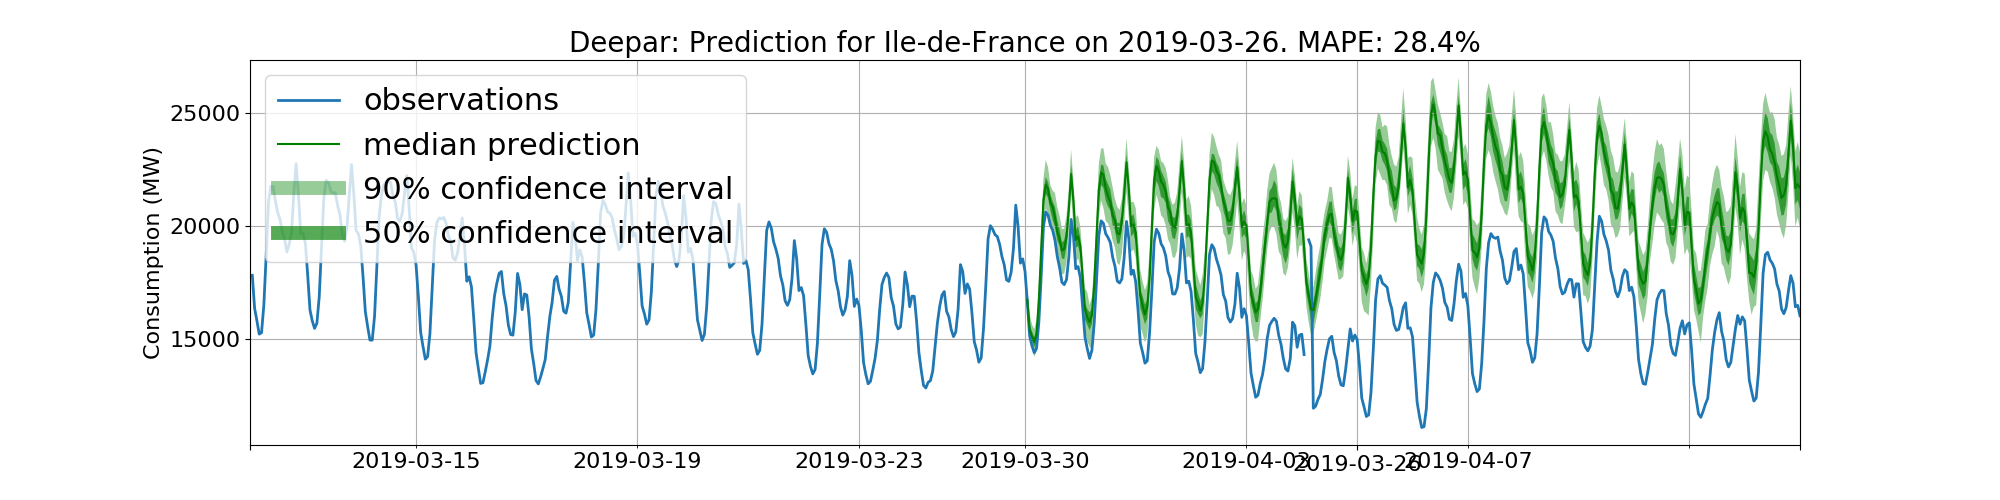 Deepar: Prediction for Ile-de-France on 2019-03-26. MAPE: 28.4%
observations
median prediction
90% confidence interval
50% confidence interval
Consumption (MW)
25000
20000
15000
2019-03-15
2019-03-19
2019-03-23
2019-03-30
2019-04-03
2019-03-26
2019-04-07